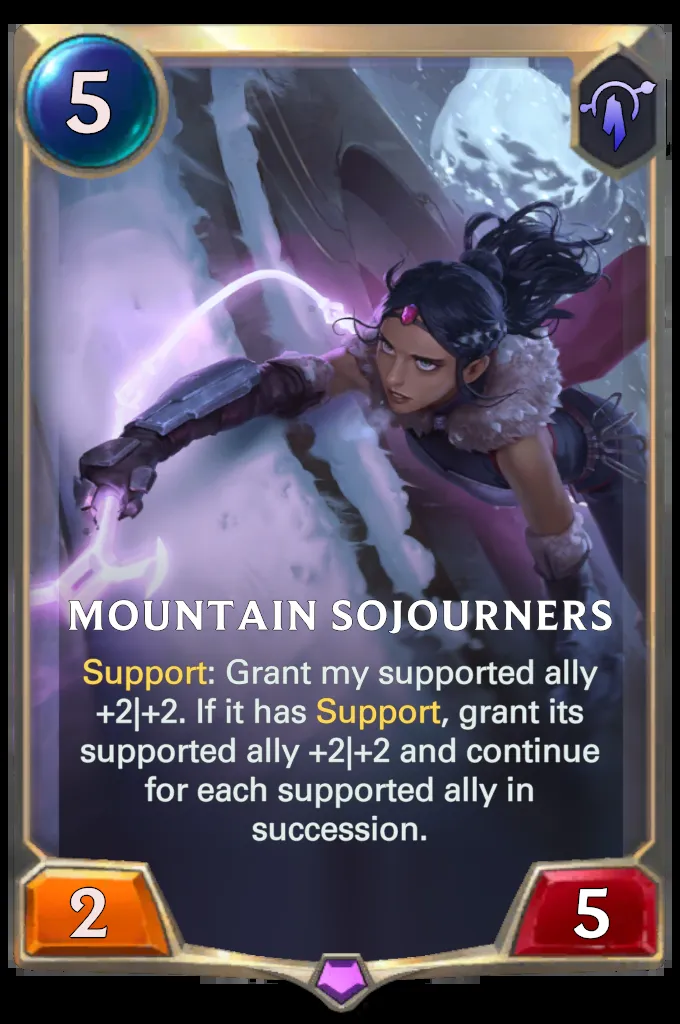 5
MOUNTAIN SOJOURNERS
Support: Grant my supported ally
+2|+2. If it has Support, grant its
supported ally +2|+2 and continue
for each supported ally in
succession.
2
5